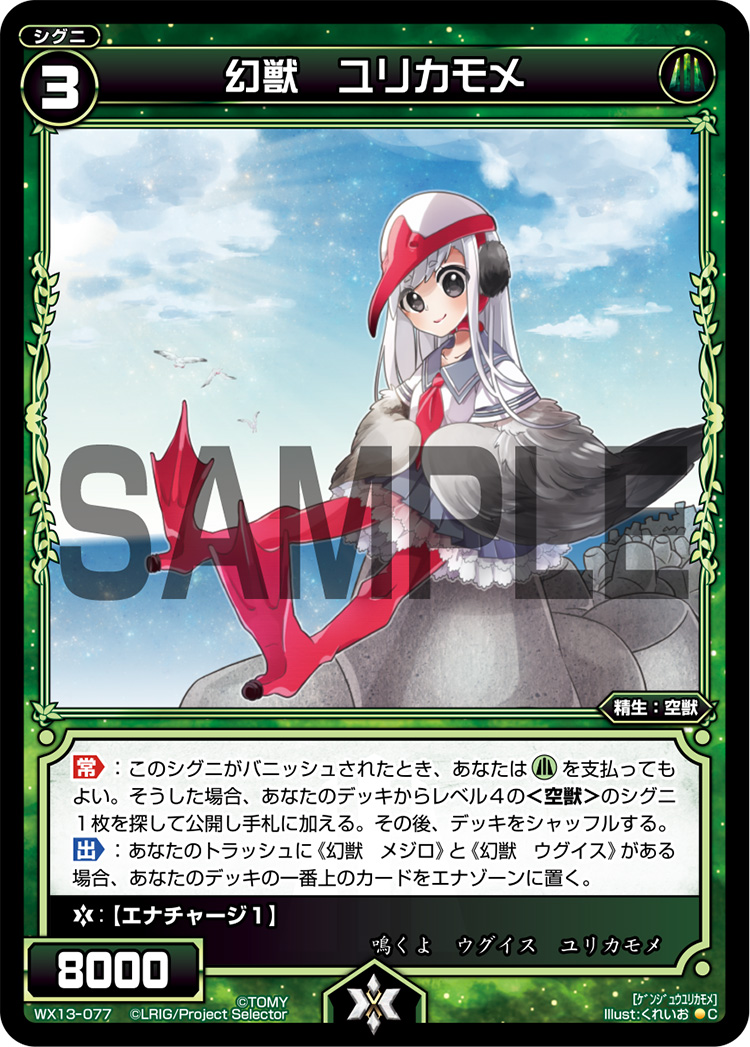 シグニ
3
幻獣　ユリカモメ
SAMPLE
精生：空獣
常：このシグニがバニッシュされたとき、あなたは を支払っても
よい。そうした場合、あなたのデッキからレベル４の＜空獣＞のシグニ
１枚を探して公開し手札に加える。その後、デッキをシャッフルする。
出：あなたのトラッシュに《幻獣　メジロ》と《幻獣　ウグイス》がある
場合、あなたのデッキの一番上のカードをエナゾーンに置く。
：【エナチャージ１】
鳴くよ　ウグイス　ユリカモメ
8000
©TOMY
WX13-077 ©LRIG/Project Selector
[ｹﾞﾝｼﾞｭｳユリカモメ]
Illust:くれいお C